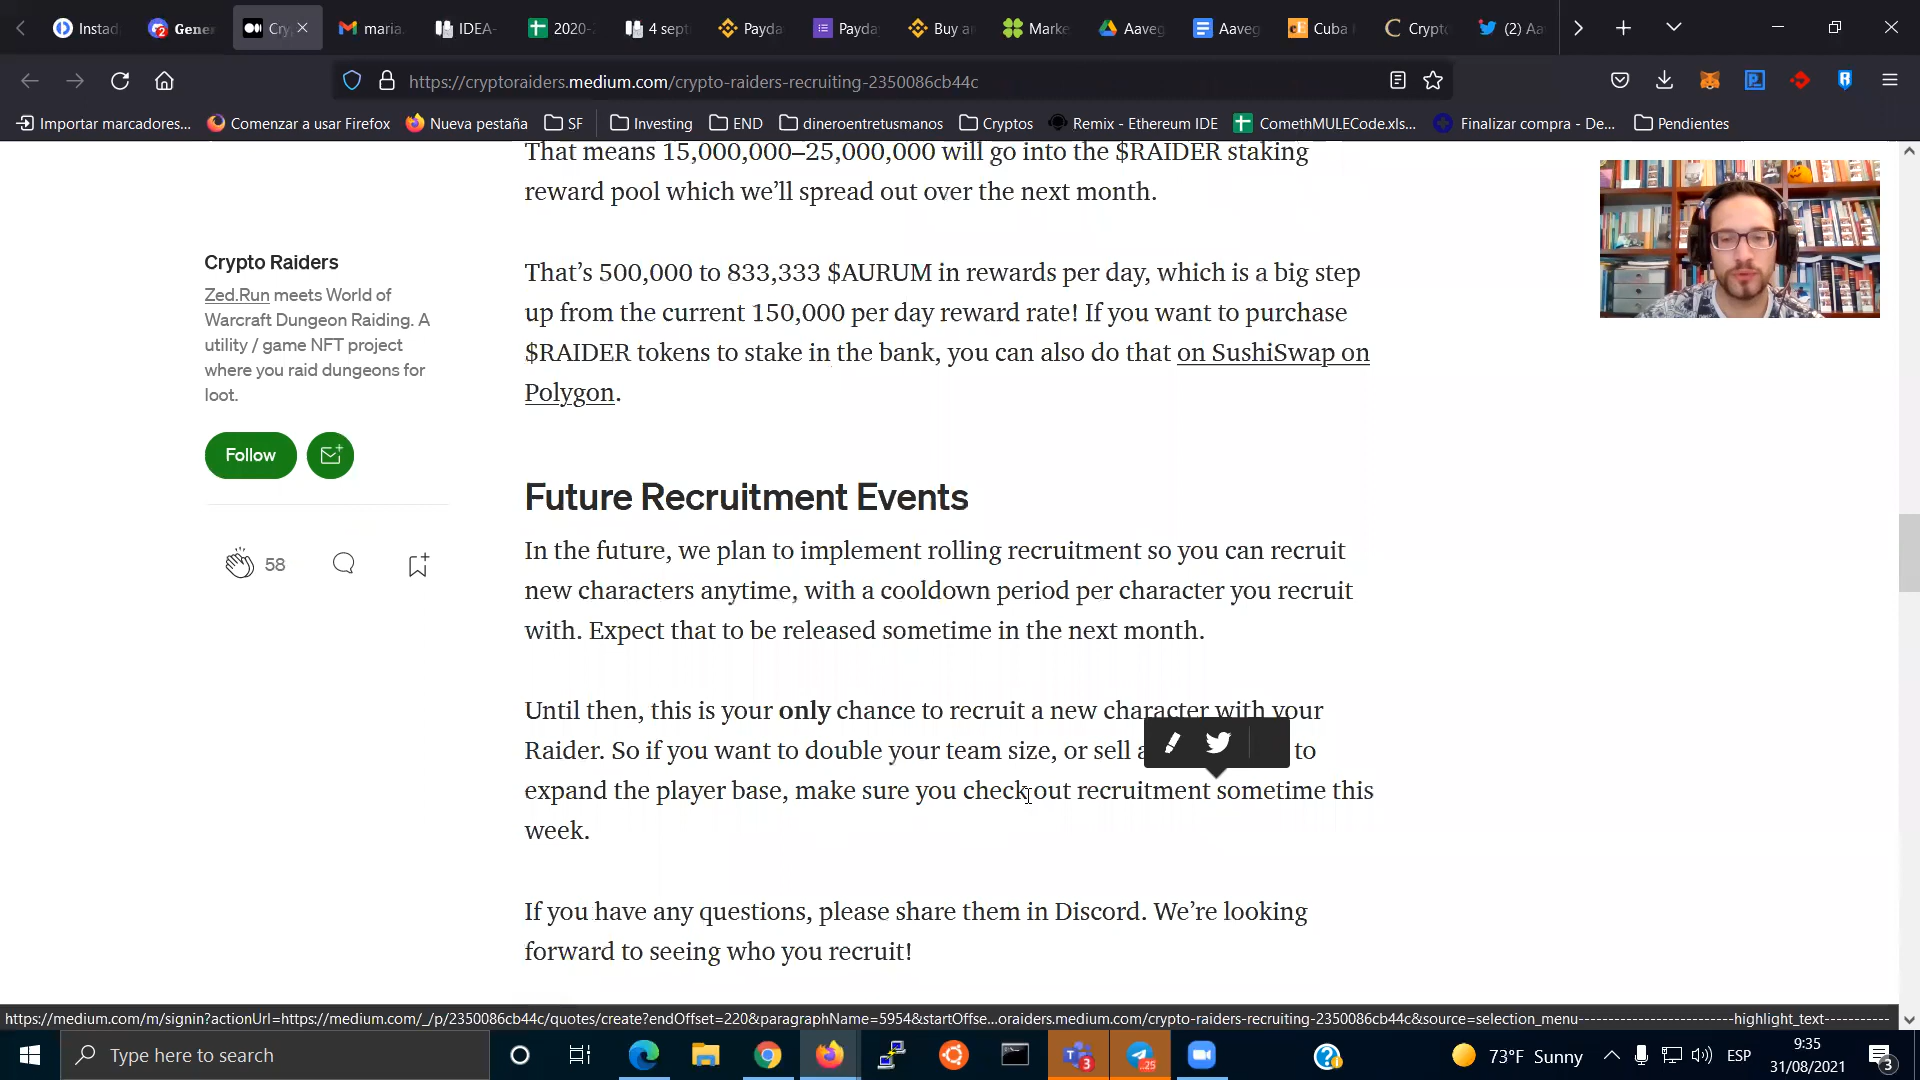 Instad
2
Gener
Cry
maria.
IDEA-
2020-
4 sept
Payda
Payda
Buy an
Marke
Aaveg
Aaveg
Cuba
Crypto
(2) Aa
https://cryptoraiders.medium.com/crypto-raiders-recruiting-2350086cb44c
Importar marcadores...
Comenzar a usar Firefox
Nueva pestaña
SF
Investing
END
dineroentretusmanos
Cryptos
Remix - Ethereum IDE
ComethMULECode.xls...
Finalizar compra - De...
Pendientes
That means 15,000,000–25,000,000 will go into the $RAIDER staking
reward pool which we'll spread out over the next month.
Crypto Raiders
Zed.Run meets World of
Warcraft Dungeon Raiding. A
utility / game NFT project
where you raid dungeons for
loot.
Follow
58
That's 500,000 to 833,333 $AURUM in rewards per day, which is a big step
up from the current 150,000 per day reward rate! If you want to purchase
$RAIDER tokens to stake in the bank, you can also do that on SushiSwap on
Polygon.
Future Recruitment Events
In the future, we plan to implement rolling recruitment so you can recruit
new characters anytime, with a cooldown period per character you recruit
with. Expect that to be released sometime in the next month.
Until then, this is your only chance to recruit a new character with your
Raider. So if you want to double your team size, or sell to
expand the player base, make sure you check out recruitment sometime this
week.
If you have any questions, please share them in Discord. We're looking
forward to seeing who you recruit!
https://medium.com/m/signin?actionUrl=https://medium.com/_/p/2350086cb44c/quotes/create?endOffset=220&paragraphName=5954&startOffse...oraiders.medium.com/crypto-raiders-recruiting-2350086cb44c&source=selection_menu--------------------------highlight_text-----------
Type here to search
3
25
73°F Sunny
ESP
9:35
31/08/2021
3